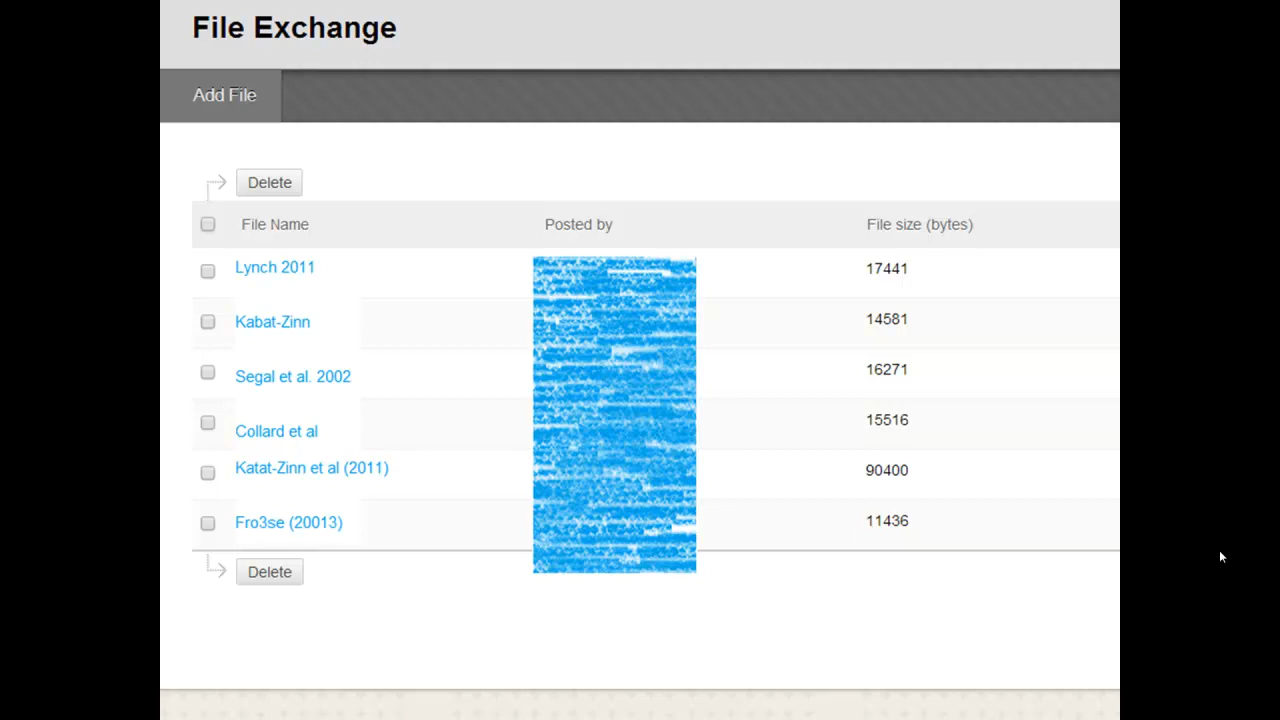 File Exchange
Add File
Delete
File Name Posted by File size (bytes)
Lynch 2011 17441
Kabat-Zinn 14581
Segal et al. 2002 16271
Collard et al 15516
Katat-Zinn et al (2011) 90400
Fro3se (20013) 11436
Delete